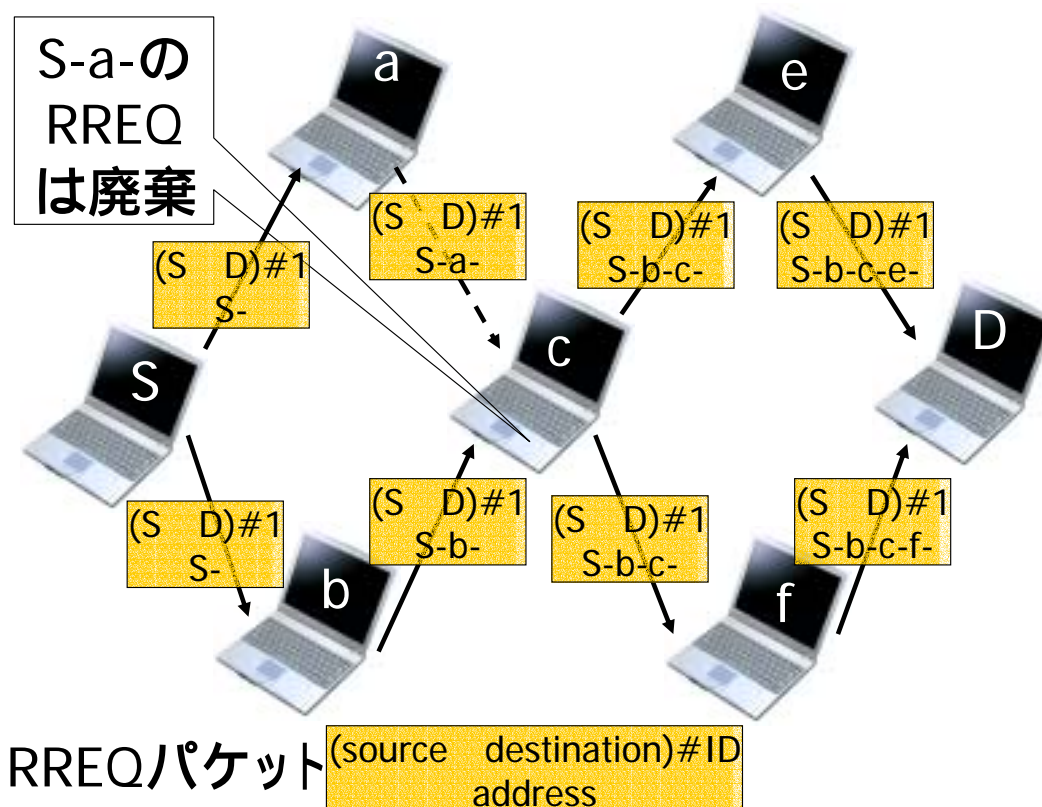 S-a-の
RREQ
は廃棄
a
e
(S D)#1
S-
(S D)#1
S-a-
(S D)#1
S-b-c-
(S D)#1
S-b-c-e-
S
c
D
(S D)#1
S-
(S D)#1
S-b-
(S D)#1
S-b-c-
(S D)#1
S-b-c-f-
b
f
RREQパケット
(source destination)#ID
address